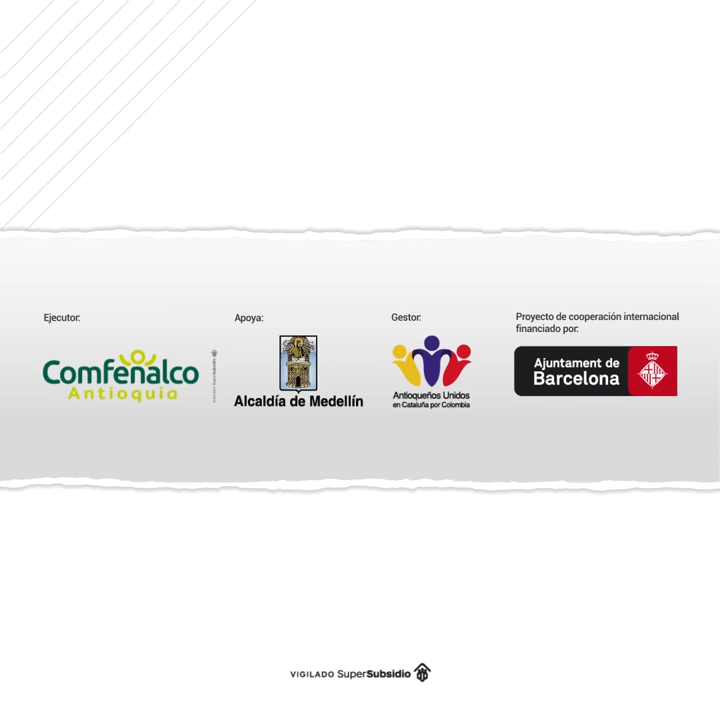 Ejecutor:
Apoya:
Gestor:
Proyecto de cooperación internacional
financiado por:
Comfenalco
Antioquia
Alcaldía de Medellín
Antioqueños Unidos
en Cataluña por Colombia
Ajuntament de
Barcelona
VIGILADO SuperSubsidio